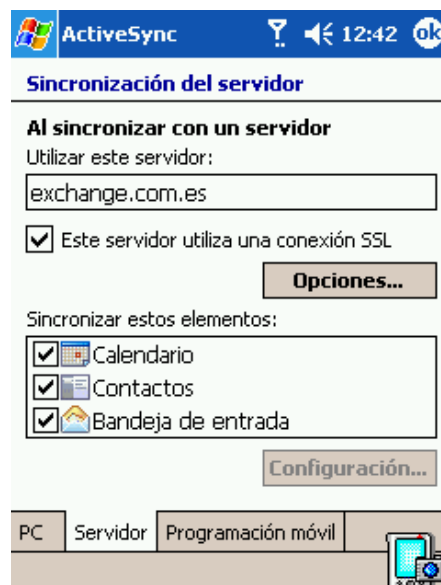 ActiveSync 12:42 ok
Sincronización del servidor
Al sincronizar con un servidor
Utilizar este servidor:
exchange.com.es
Este servidor utiliza una conexión SSL
Opciones...
Sincronizar estos elementos:
Calendario
Contactos
Bandeja de entrada
Configuración...
PC Servidor Programación móvil